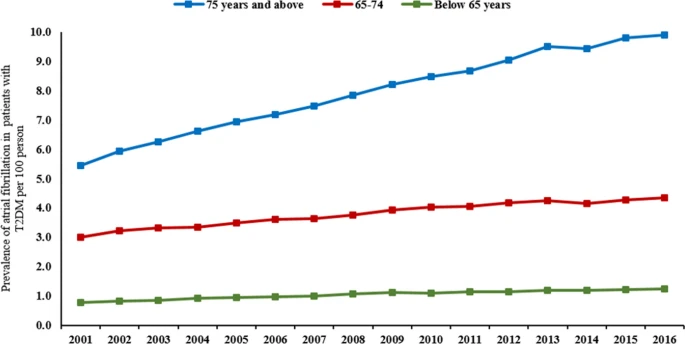 75 years and above 65-74 Below 65 years
Prevalence of atrial fibrillation in patients with
T2DM per 100 person
10.0
9.0
8.0
7.0
6.0
5.0
4.0
3.0
2.0
1.0
0.0
2001 2002 2003 2004 2005 2006 2007 2008 2009 2010 2011 2012 2013 2014 2015 2016